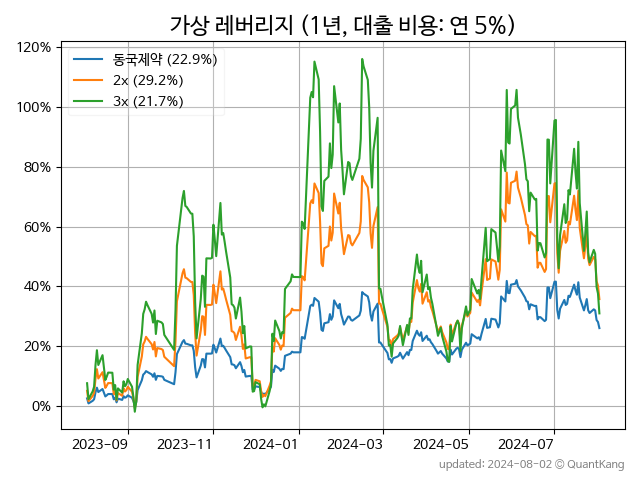 가상 레버리지 (1년, 대출 비용: 연 5%)
120%
100%
80%
60%
40%
20%
0%
동국제약 (22.9%)
2x (29.2%)
3x (21.7%)
2023-09
2023-11
2024-01
2024-03
2024-05
2024-07
updated: 2024-08-02 © QuantKang